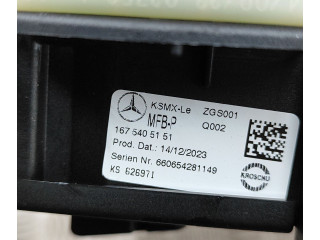 KSMX-Le ZGS001
MFB-P Q002
167 540 51 51
Prod. Dat.: 14/12/2023
Serien Nr. 660654281149
KS 626971
KROSCHU